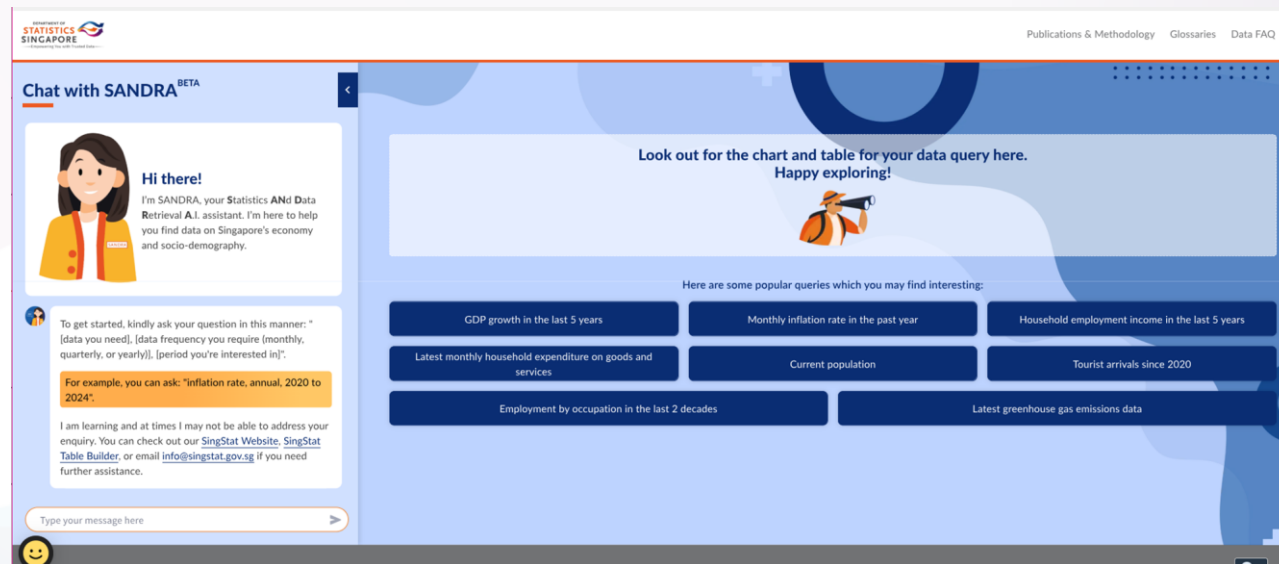 DEPARTMENT OF
STATISTICS
SINGAPORE
Empowering You with Trusted Data
Publications & Methodology Glossaries Data FAQ
Chat with SANDRA BETA
Hi there!
I'm SANDRA, your Statistics ANd Data
Retrieval A.I. assistant. I'm here to help
you find data on Singapore's economy
and socio-demography.
SANDRA
To get started, kindly ask your question in this manner: "
[data you need], [data frequency you require (monthly,
quarterly, or yearly)], [period you're interested in]".
For example, you can ask: "inflation rate, annual, 2020 to
2024".
I am learning and at times I may not be able to address your
enquiry. You can check out our SingStat Website, SingStat
Table Builder, or email info@singstat.gov.sg if you need
further assistance.
Type your message here
Look out for the chart and table for your data query here.
Happy exploring!
Here are some popular queries which you may find interesting:
GDP growth in the last 5 years
Monthly inflation rate in the past year
Household employment income in the last 5 years
Latest monthly household expenditure on goods and
services
Current population
Tourist arrivals since 2020
Employment by occupation in the last 2 decades
Latest greenhouse gas emissions data